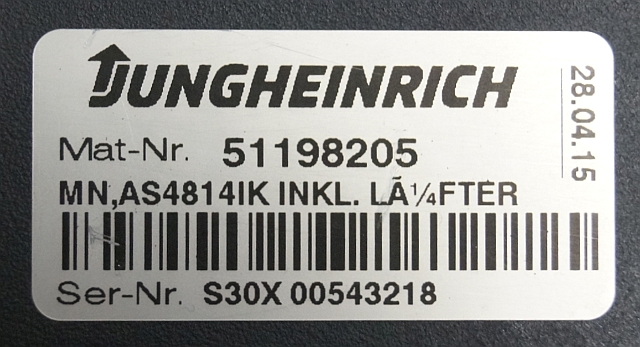 JUNGHEINRICH
28.04.15
Mat-Nr. 51198205
MN,AS4814IK INKL. LÃ¼FTER
Ser-Nr. S30X 00543218